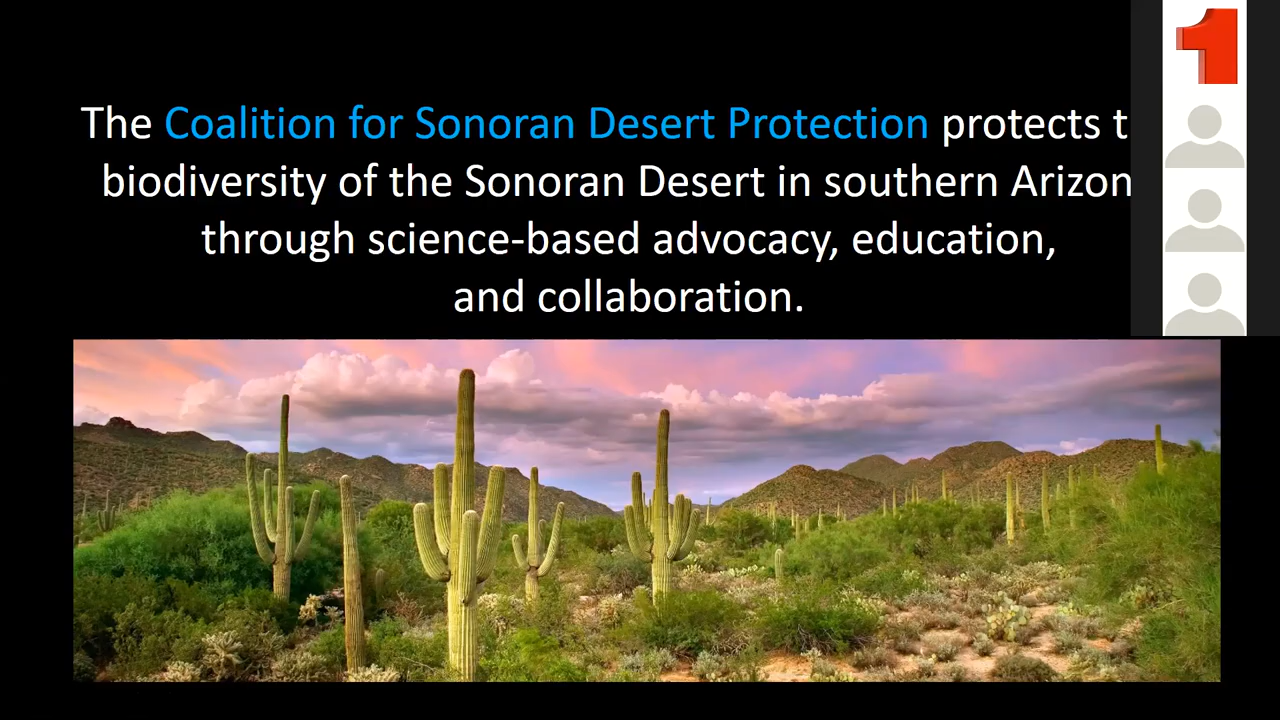 The Coalition for Sonoran Desert Protection protects t
biodiversity of the Sonoran Desert in southern Arizon
through science-based advocacy, education,
and collaboration.
1